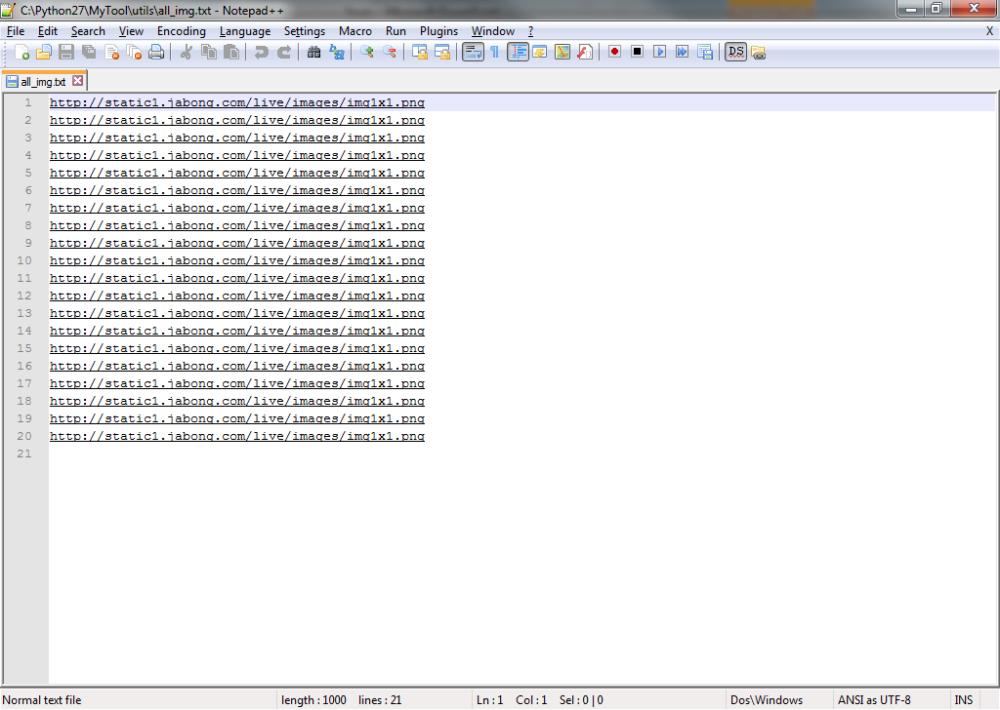 C:\Python27\MyTool\utils\all_img.txt - Notepad++
File Edit Search View Encoding Language Settings Macro Run Plugins Window ? X
all_img.txt
1 http://static1.jabong.com/live/images/img1x1.png
2 http://static1.jabong.com/live/images/img1x1.png
3 http://static1.jabong.com/live/images/img1x1.png
4 http://static1.jabong.com/live/images/img1x1.png
5 http://static1.jabong.com/live/images/img1x1.png
6 http://static1.jabong.com/live/images/img1x1.png
7 http://static1.jabong.com/live/images/img1x1.png
8 http://static1.jabong.com/live/images/img1x1.png
9 http://static1.jabong.com/live/images/img1x1.png
10 http://static1.jabong.com/live/images/img1x1.png
11 http://static1.jabong.com/live/images/img1x1.png
12 http://static1.jabong.com/live/images/img1x1.png
13 http://static1.jabong.com/live/images/img1x1.png
14 http://static1.jabong.com/live/images/img1x1.png
15 http://static1.jabong.com/live/images/img1x1.png
16 http://static1.jabong.com/live/images/img1x1.png
17 http://static1.jabong.com/live/images/img1x1.png
18 http://static1.jabong.com/live/images/img1x1.png
19 http://static1.jabong.com/live/images/img1x1.png
20 http://static1.jabong.com/live/images/img1x1.png
21
Normal text file length : 1000 lines : 21 Ln : 1 Col : 1 Sel : 0 | 0 Dos\Windows ANSI as UTF-8 INS